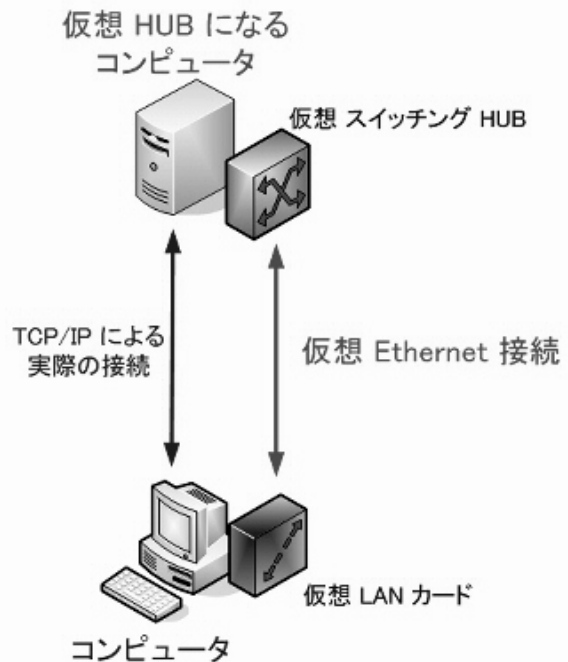 仮想 HUB になる
コンピュータ
仮想 スイッチング HUB
TCP/IP による
実際の接続
仮想 Ethernet 接続
仮想 LAN カード
コンピュータ